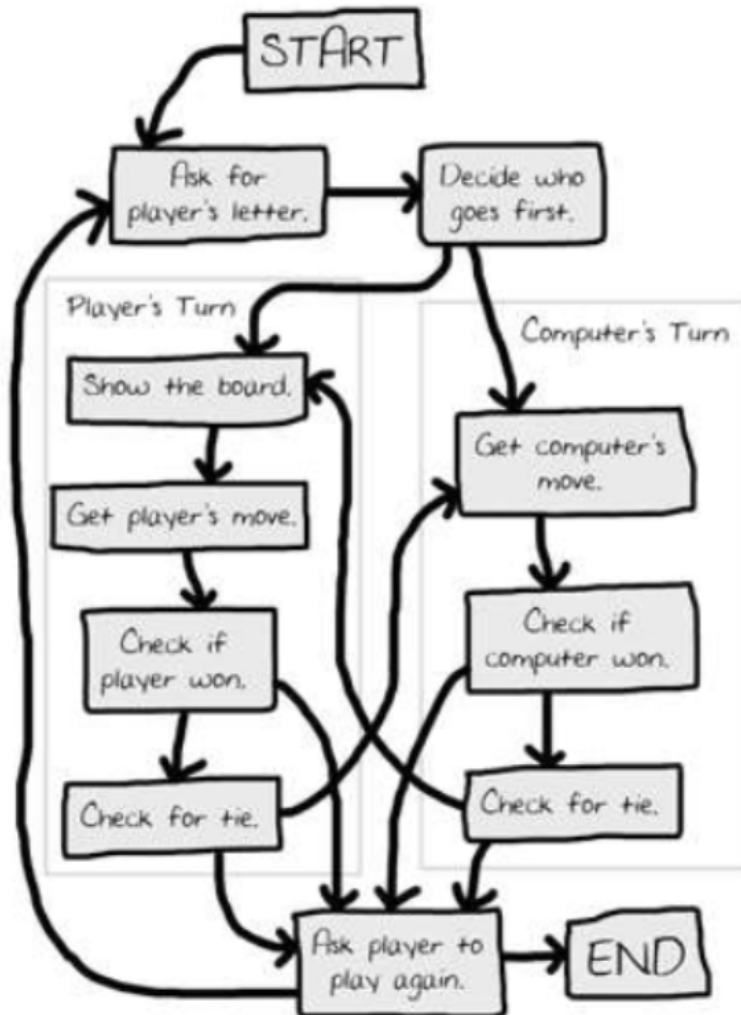 START
Ask for
player's letter.
Decide who
goes first.
Player's Turn
Show the board.
Get player's move.
Check if
player won.
Check for tie.
Computer's Turn
Get computer's
move.
Check if
computer won.
Check for tie.
Ask player to
play again.
END